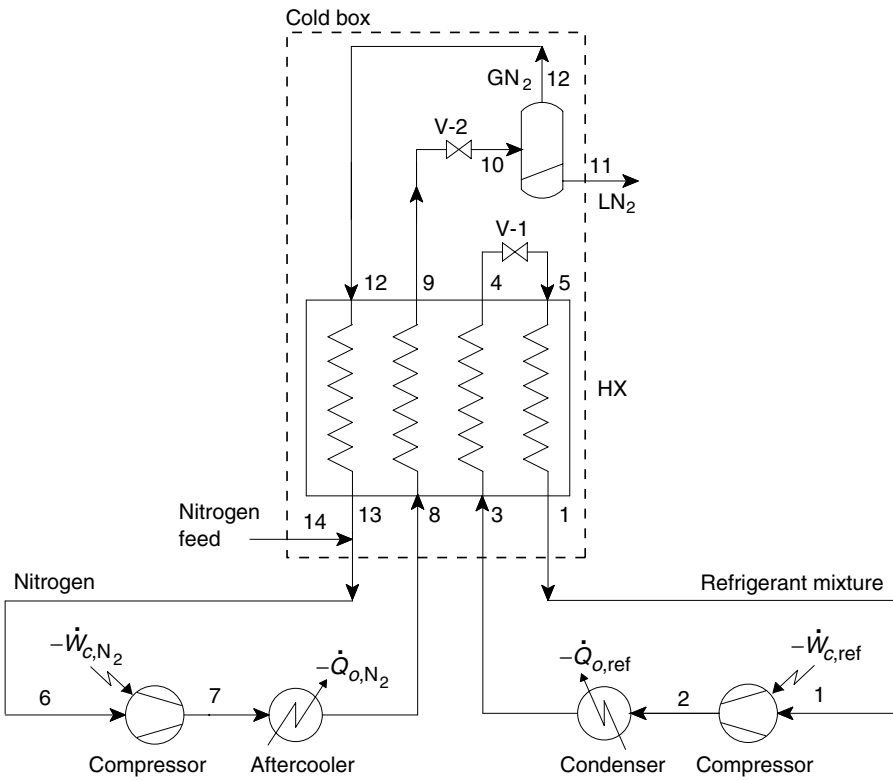 Cold box
GN₂ 12
V-2
10
11
LN₂
V-1
12 9 4 5
HX
Nitrogen
feed
14 13 8 3 1
Nitrogen
Refrigerant mixture
−Ẇc,N₂
−Q̇o,N₂
−Q̇o,ref
−Ẇc,ref
6 7 2 1
Compressor Aftercooler Condenser Compressor